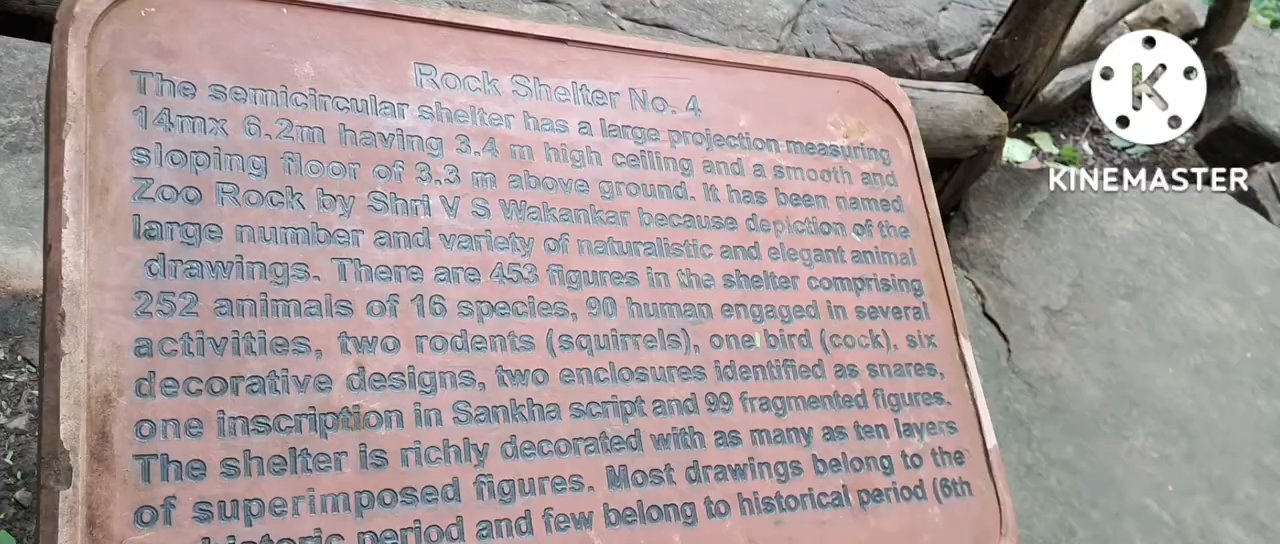 Rock Shelter No. 4
The semicircular shelter has a large projection measuring
14mx 6.2m having 3.4 m high ceiling and a smooth and
sloping floor of 3.3 m above ground. It has been named
Zoo Rock by Shri V S Wakankar because depiction of the
large number and variety of naturalistic and elegant animal
drawings. There are 453 figures in the shelter comprising
252 animals of 16 species, 90 human engaged in several
activities, two rodents (squirrels), one bird (cock), six
decorative designs, two enclosures identified as snares,
one inscription in Sankha script and 99 fragmented figures.
The shelter is richly decorated with as many as ten layers
of superimposed figures. Most drawings belong to the
period and few belong to historical period (6th
K
KINEMASTER